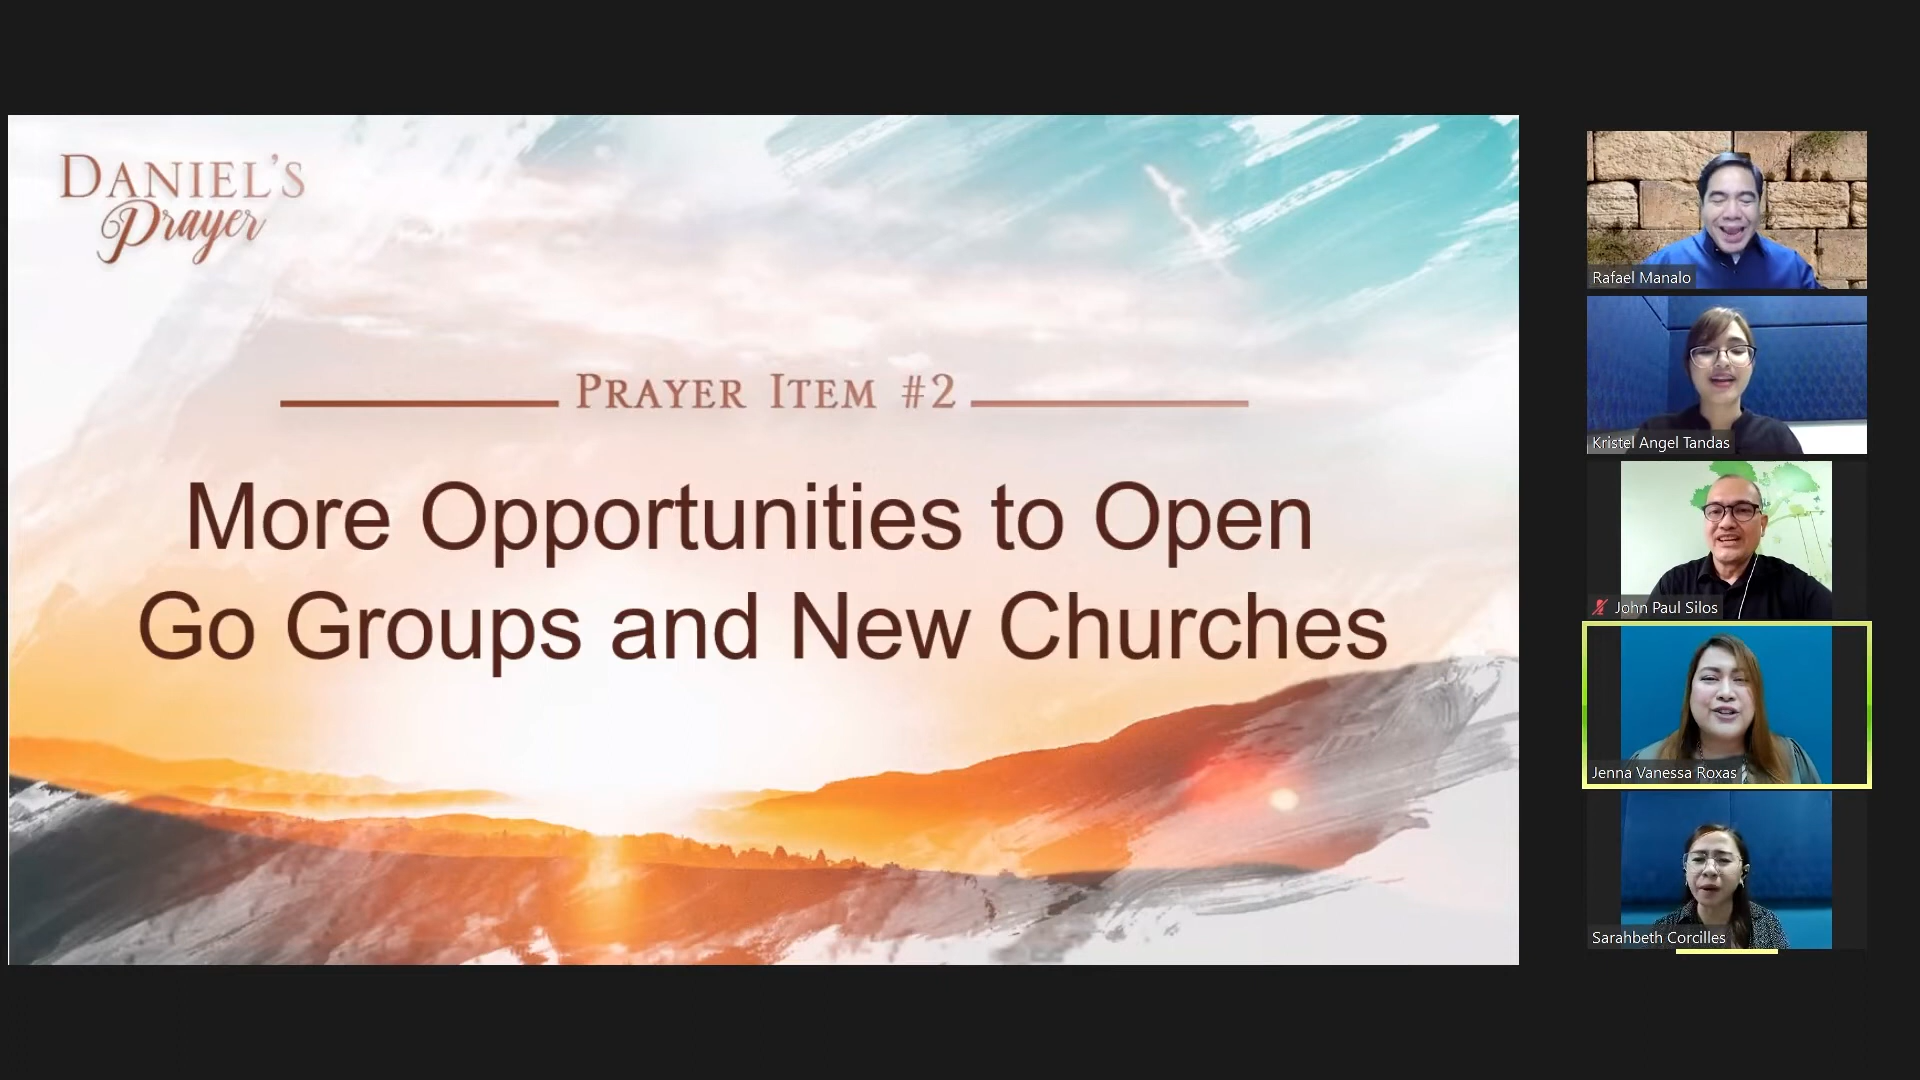 DANIEL'S
Prayer
PRAYER ITEM #2
More Opportunities to Open
Go Groups and New Churches
Rafael Manalo
Kristel Angel Tandas
John Paul Silos
Jenna Vanessa Roxas
Sarahbeth Corcilles